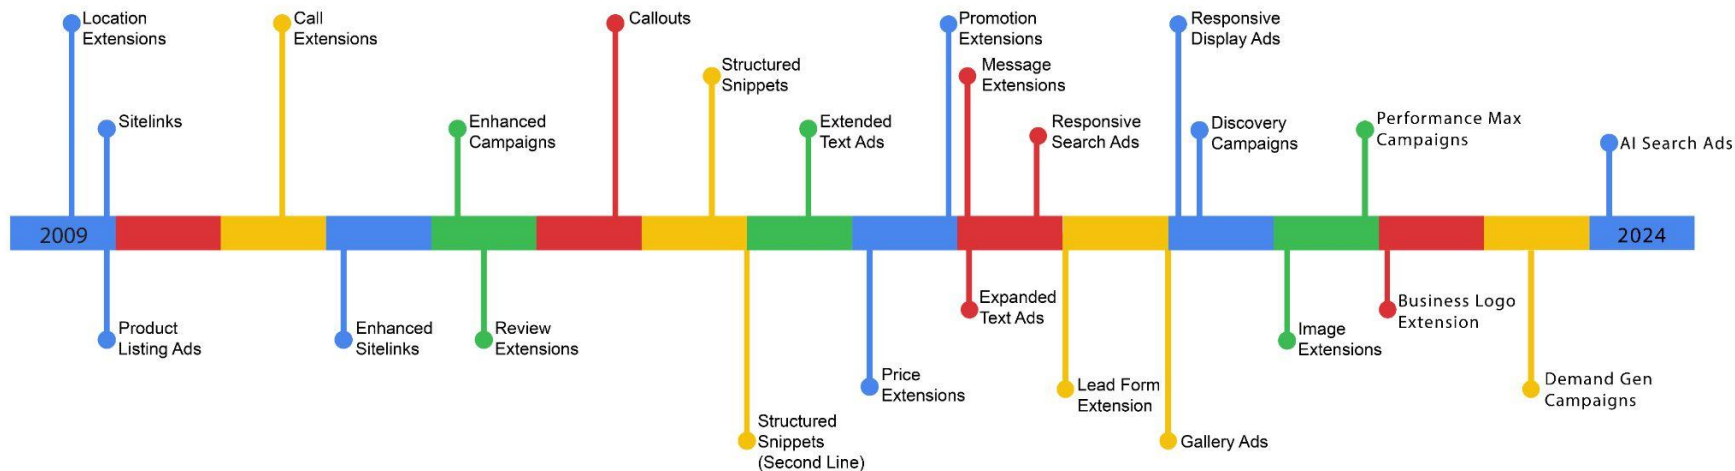 Location
Extensions
Sitelinks
Call
Extensions
Enhanced
Campaigns
Callouts
Structured
Snippets
Extended
Text Ads
Promotion
Extensions
Message
Extensions
Responsive
Search Ads
Responsive
Display Ads
Discovery
Campaigns
Performance Max
Campaigns
AI Search Ads
2009
2024
Product
Listing Ads
Enhanced
Sitelinks
Review
Extensions
Structured
Snippets
(Second Line)
Price
Extensions
Expanded
Text Ads
Lead Form
Extension
Gallery Ads
Image
Extensions
Business Logo
Extension
Demand Gen
Campaigns